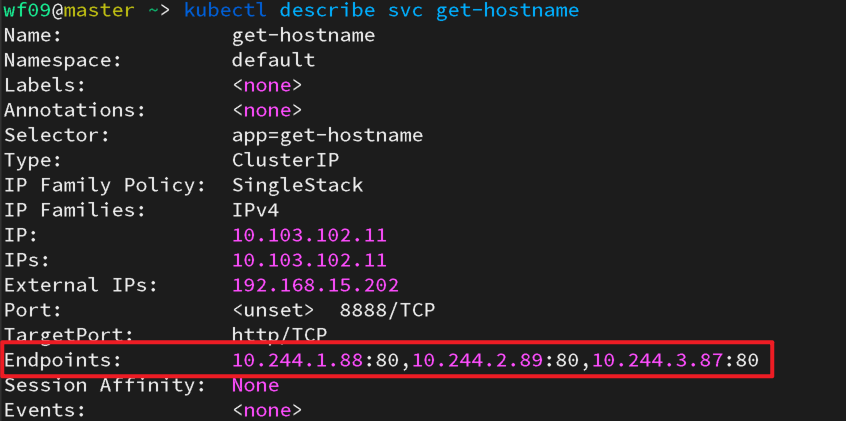 wf09@master ~> kubectl describe svc get-hostname
Name:              get-hostname
Namespace:         default
Labels:            <none>
Annotations:       <none>
Selector:          app=get-hostname
Type:              ClusterIP
IP Family Policy:  SingleStack
IP Families:       IPv4
IP:                10.103.102.11
IPs:               10.103.102.11
External IPs:      192.168.15.202
Port:              <unset>  8888/TCP
TargetPort:        http/TCP
Endpoints:         10.244.1.88:80,10.244.2.89:80,10.244.3.87:80
Session Affinity:  None
Events:            <none>